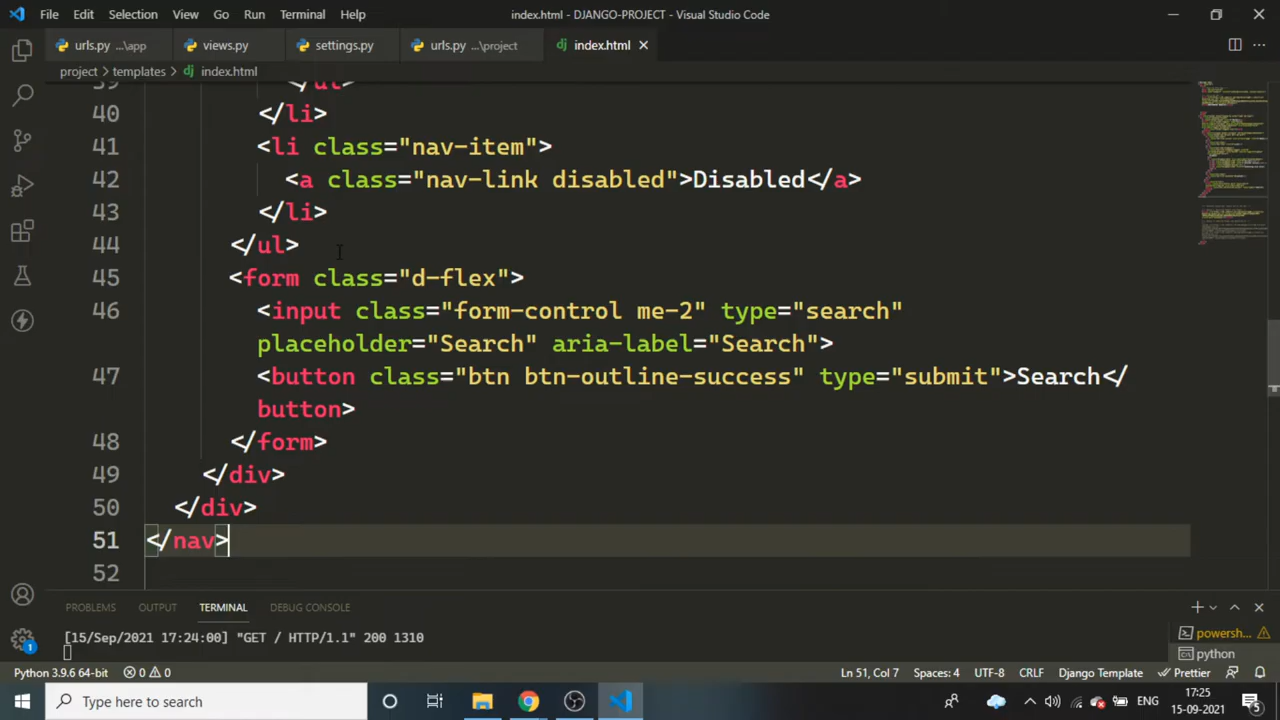 File Edit Selection View Go Run Terminal Help index.html - DJANGO-PROJECT - Visual Studio Code
urls.py ...\app views.py settings.py urls.py ...\project index.html
project > templates > index.html
39 </ul>
40 </li>
41 <li class="nav-item">
42 <a class="nav-link disabled">Disabled</a>
43 </li>
44 </ul>
45 <form class="d-flex">
46 <input class="form-control me-2" type="search"
placeholder="Search" aria-label="Search">
47 <button class="btn btn-outline-success" type="submit">Search</
button>
48 </form>
49 </div>
50 </div>
51 </nav>
52
PROBLEMS OUTPUT TERMINAL DEBUG CONSOLE
[15/Sep/2021 17:24:00] "GET / HTTP/1.1" 200 1310
powersh...
python
1
Python 3.9.6 64-bit 0 0 Ln 51, Col 7 Spaces: 4 UTF-8 CRLF Django Template Prettier
Type here to search ENG 17:25
15-09-2021 5